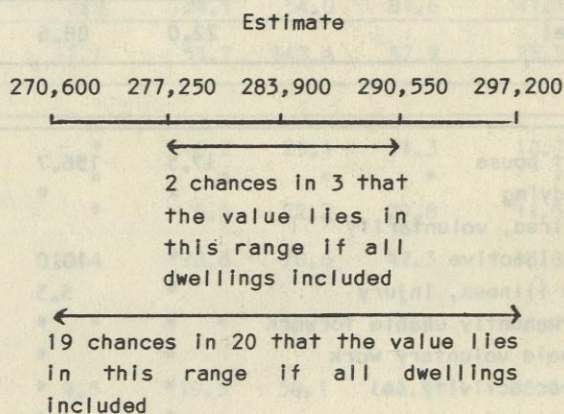 Estimate
270,600 277,250 283,900 290,550 297,200
2 chances in 3 that
the value lies in
this range if all
dwellings included
19 chances in 20 that the value lies
in this range if all dwellings
included